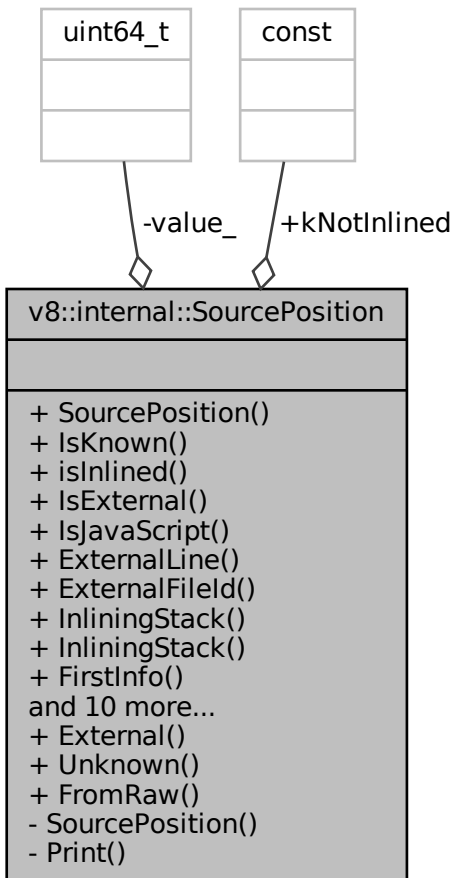 uint64_t
const
-value_
+kNotInlined
v8::internal::SourcePosition
+ SourcePosition()
+ IsKnown()
+ isInlined()
+ IsExternal()
+ IsJavaScript()
+ ExternalLine()
+ ExternalFileId()
+ InliningStack()
+ InliningStack()
+ FirstInfo()
and 10 more...
+ External()
+ Unknown()
+ FromRaw()
- SourcePosition()
- Print()